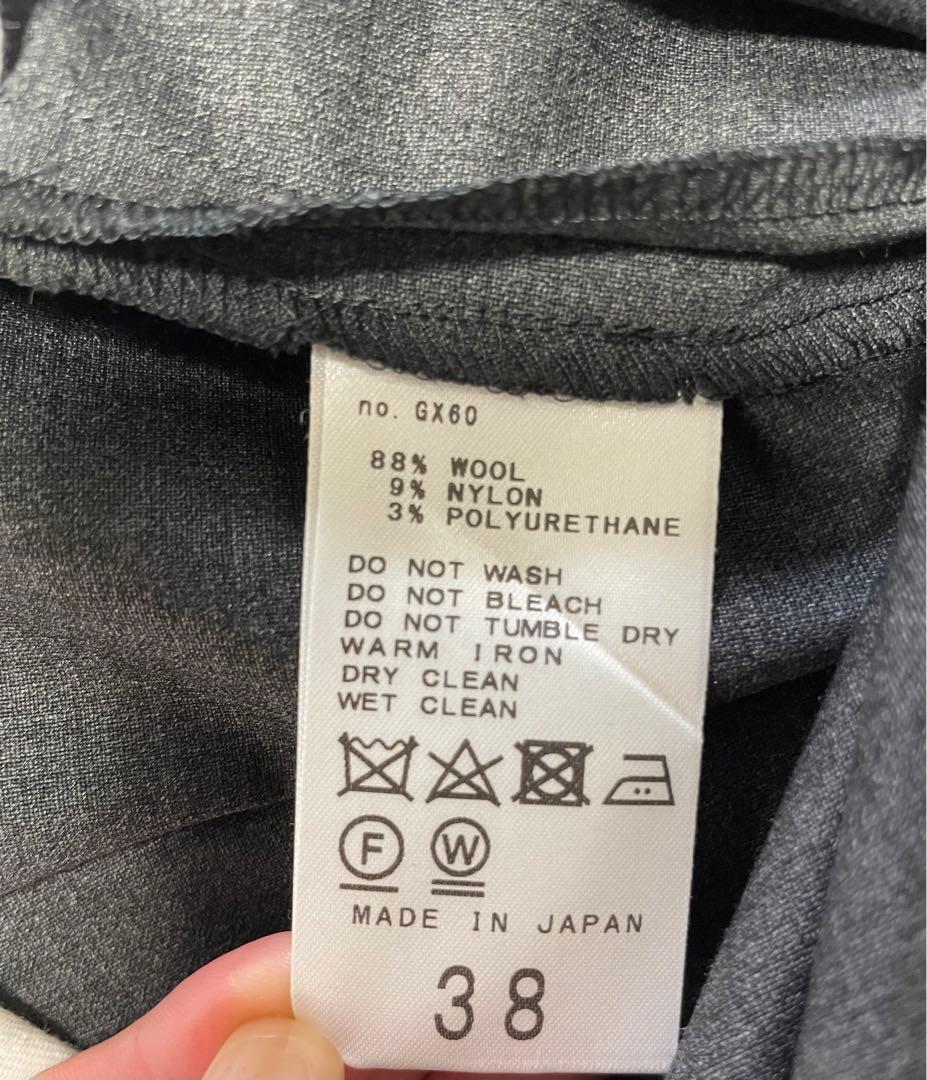 no. GX60
88% WOOL
9% NYLON
3% POLYURETHANE
DO NOT WASH
DO NOT BLEACH
DO NOT TUMBLE DRY
WARM IRON
DRY CLEAN
WET CLEAN
F W
MADE IN JAPAN
38